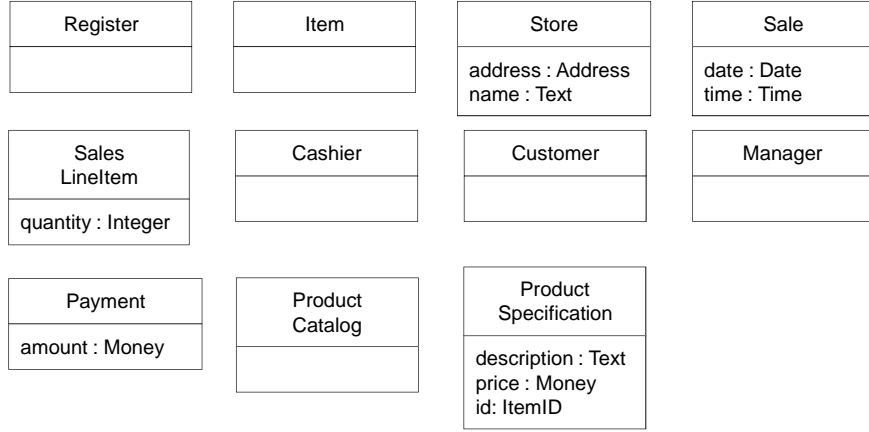 Register
Item
Store
address : Address
name : Text
Sale
date : Date
time : Time
Sales
LineItem
quantity : Integer
Cashier
Customer
Manager
Payment
amount : Money
Product
Catalog
Product
Specification
description : Text
price : Money
id: ItemID